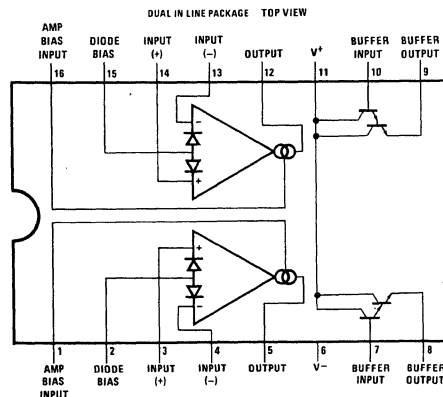 DUAL IN LINE PACKAGE TOP VIEW
AMP
BIAS
INPUT
DIODE
BIAS
INPUT
(+)
INPUT
(−)
OUTPUT
V+
BUFFER
INPUT
BUFFER
OUTPUT
16
15
14
13
12
11
10
9
−
+
+
−
1
2
3
4
5
6
7
8
AMP
BIAS
INPUT
DIODE
BIAS
INPUT
(+)
INPUT
(−)
OUTPUT
V−
BUFFER
INPUT
BUFFER
OUTPUT